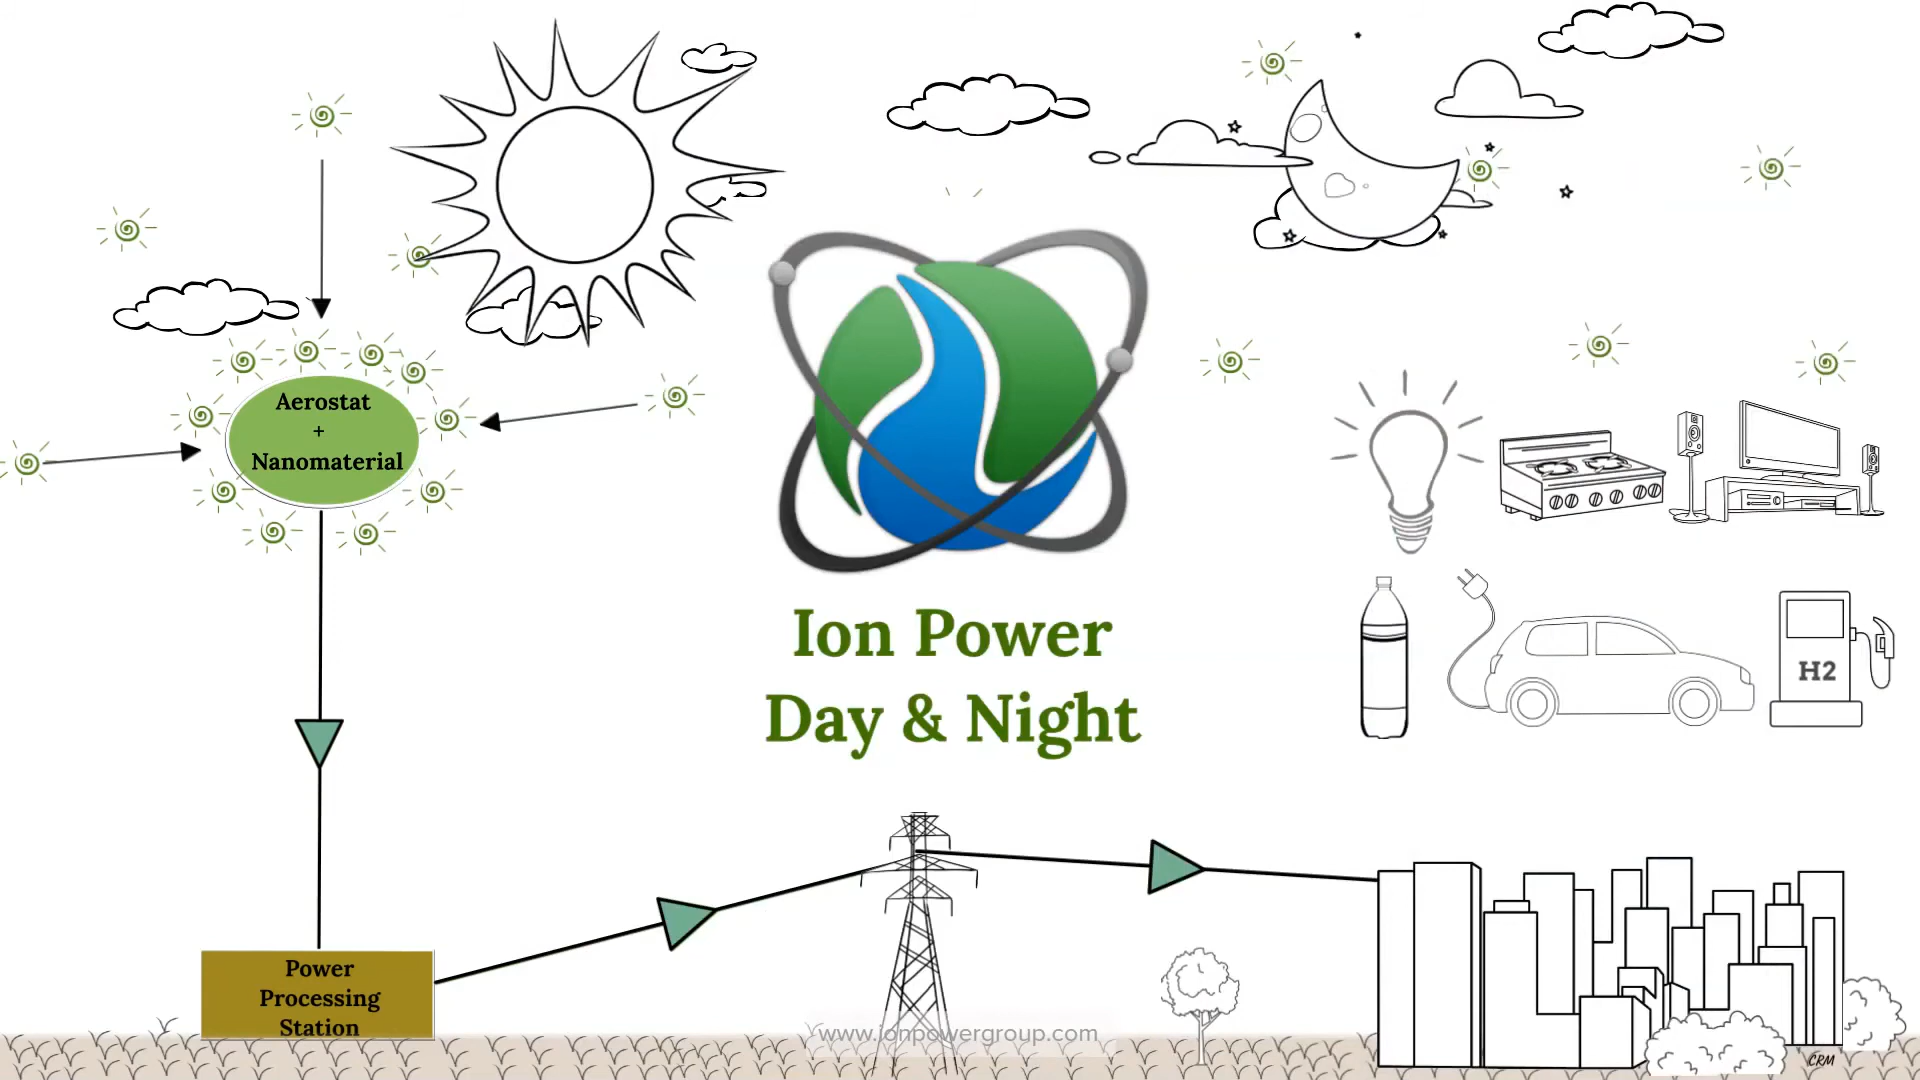 Aerostat
+
Nanomaterial
Ion Power
Day & Night
H2
Power
Processing
Station
www.ionpowergroup.com
CRM